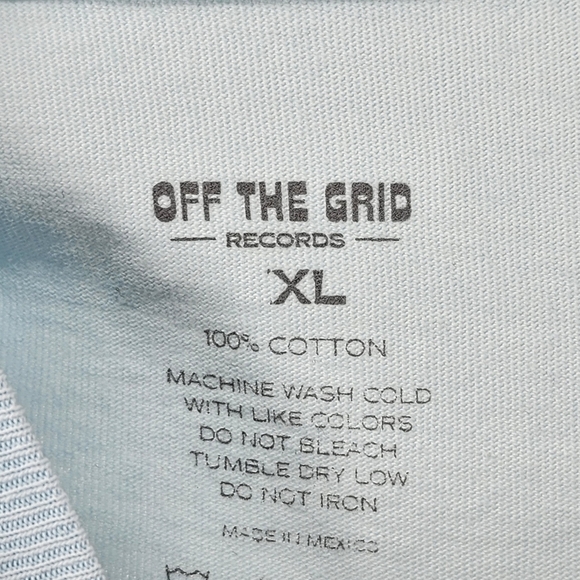 OFF THE GRID
RECORDS
XL
100% COTTON
MACHINE WASH COLD
WITH LIKE COLORS
DO NOT BLEACH
TUMBLE DRY LOW
DO NOT IRON
MADE IN MEXICO